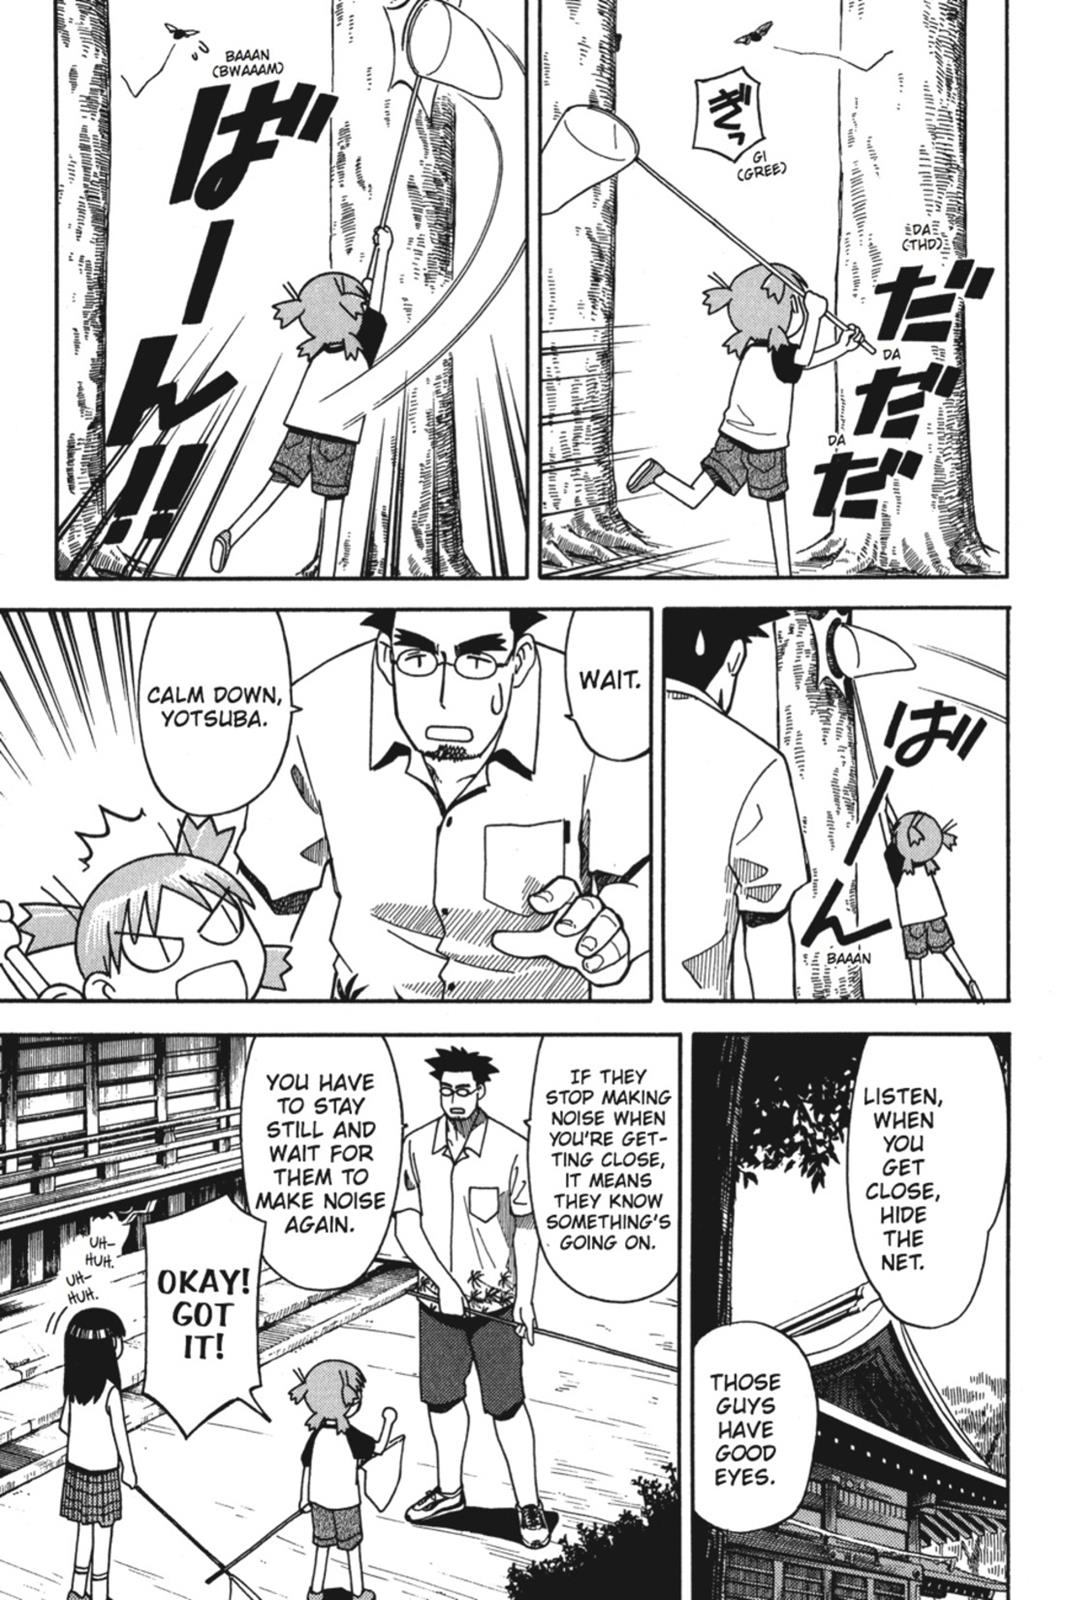 ぎくっ
GI
(GREE)
DA
(THD)
だ
DA
だ
DA
だ
BAAAN
(BWAAAM)
ばーん!!
ばーん
BAAAN
WAIT.
CALM DOWN,
YOTSUBA.
LISTEN,
WHEN
YOU
GET
CLOSE,
HIDE
THE
NET.
THOSE
GUYS
HAVE
GOOD
EYES.
IF THEY
STOP MAKING
NOISE WHEN
YOU'RE GET-
TING CLOSE,
IT MEANS
THEY KNOW
SOMETHING'S
GOING ON.
YOU HAVE
TO STAY
STILL AND
WAIT FOR
THEM TO
MAKE NOISE
AGAIN.
OKAY!
GOT
IT!
UH-
HUH.
UH-
HUH.